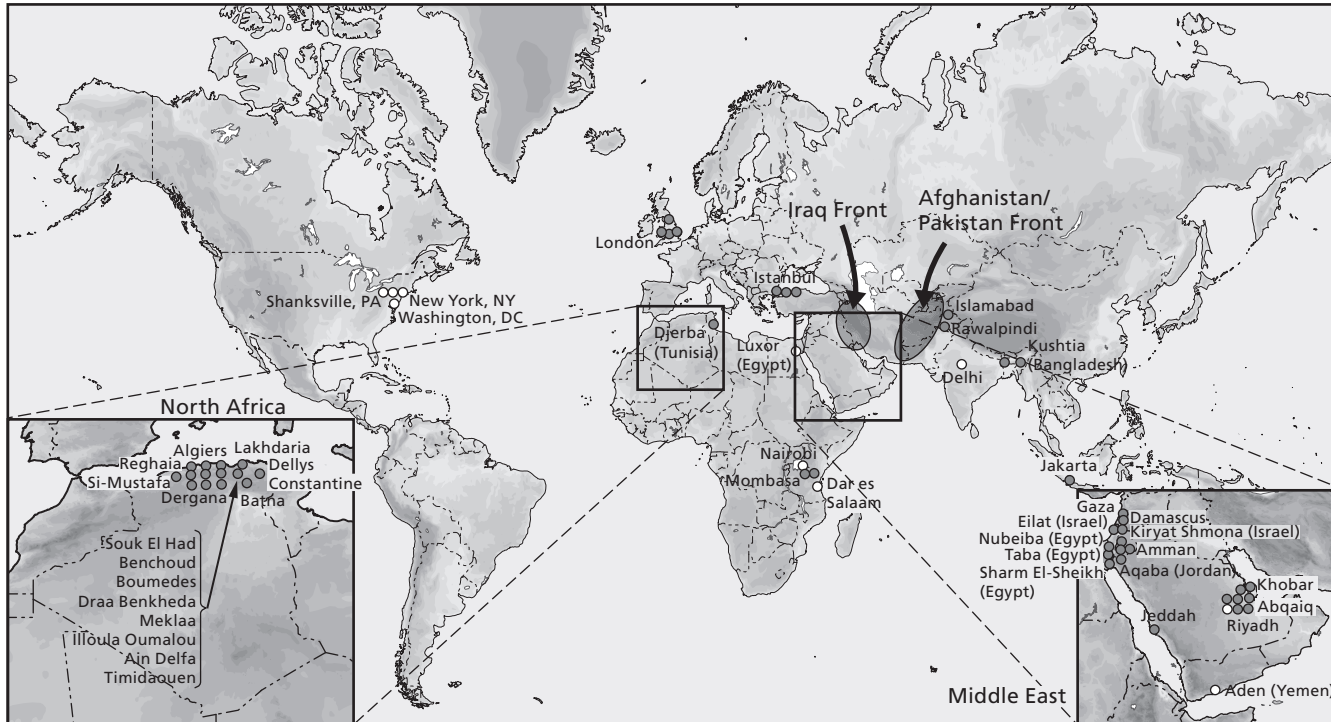 Iraq Front
Afghanistan/
Pakistan Front
London
Istanbul
Shanksville, PA
New York, NY
Washington, DC
Islamabad
Rawalpindi
Djerba
(Tunisia)
Luxor
(Egypt)
Kushtia
(Bangladesh)
Delhi
North Africa
Algiers
Lakhdaria
Reghaia
Dellys
Si-Mustafa
Constantine
Dergana
Batna
Souk El Had
Benchoud
Boumedes
Draa Benkheda
Meklaa
Illoula Oumalou
Ain Delfa
Timidaouen
Nairobi
Mombasa
Dar es
Salaam
Jakarta
Gaza
Damascus
Eilat (Israel)
Kiryat Shmona (Israel)
Nubeiba (Egypt)
Taba (Egypt)
Amman
Sharm El-Sheikh
(Egypt)
Aqaba (Jordan)
Khobar
Abqaiq
Riyadh
Jeddah
Middle East
Aden (Yemen)